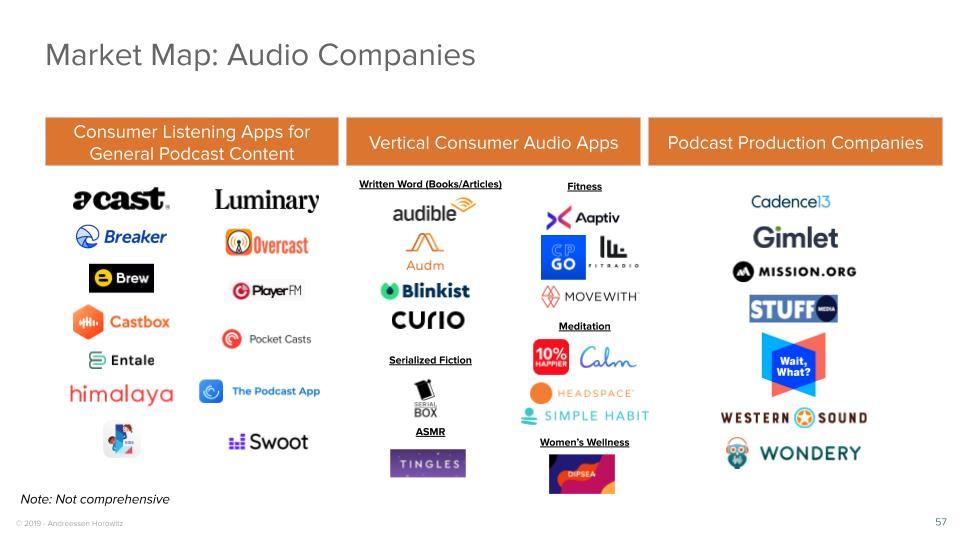 Market Map: Audio Companies
Consumer Listening Apps for
General Podcast Content
acast
Luminary
Breaker
Overcast
Brew
PlayerFM
Castbox
Pocket Casts
Entale
himalaya
The Podcast App
Swoot
Vertical Consumer Audio Apps
Written Word (Books/Articles)
audible
Audm
Blinkist
curio
Serialized Fiction
SERIAL
BOX
ASMR
TINGLES
Fitness
Aaptiv
CP
GO
FITRADIO
MOVEWITH
Meditation
10%
HAPPIER
Calm
HEADSPACE
SIMPLE HABIT
Women's Wellness
DIPSEA
Podcast Production Companies
Cadence13
Gimlet
MISSION.ORG
STUFF
MEDIA
Wait,
What?
WESTERN SOUND
WONDERY
Note: Not comprehensive
© 2019 - Andreessen Horowitz
57